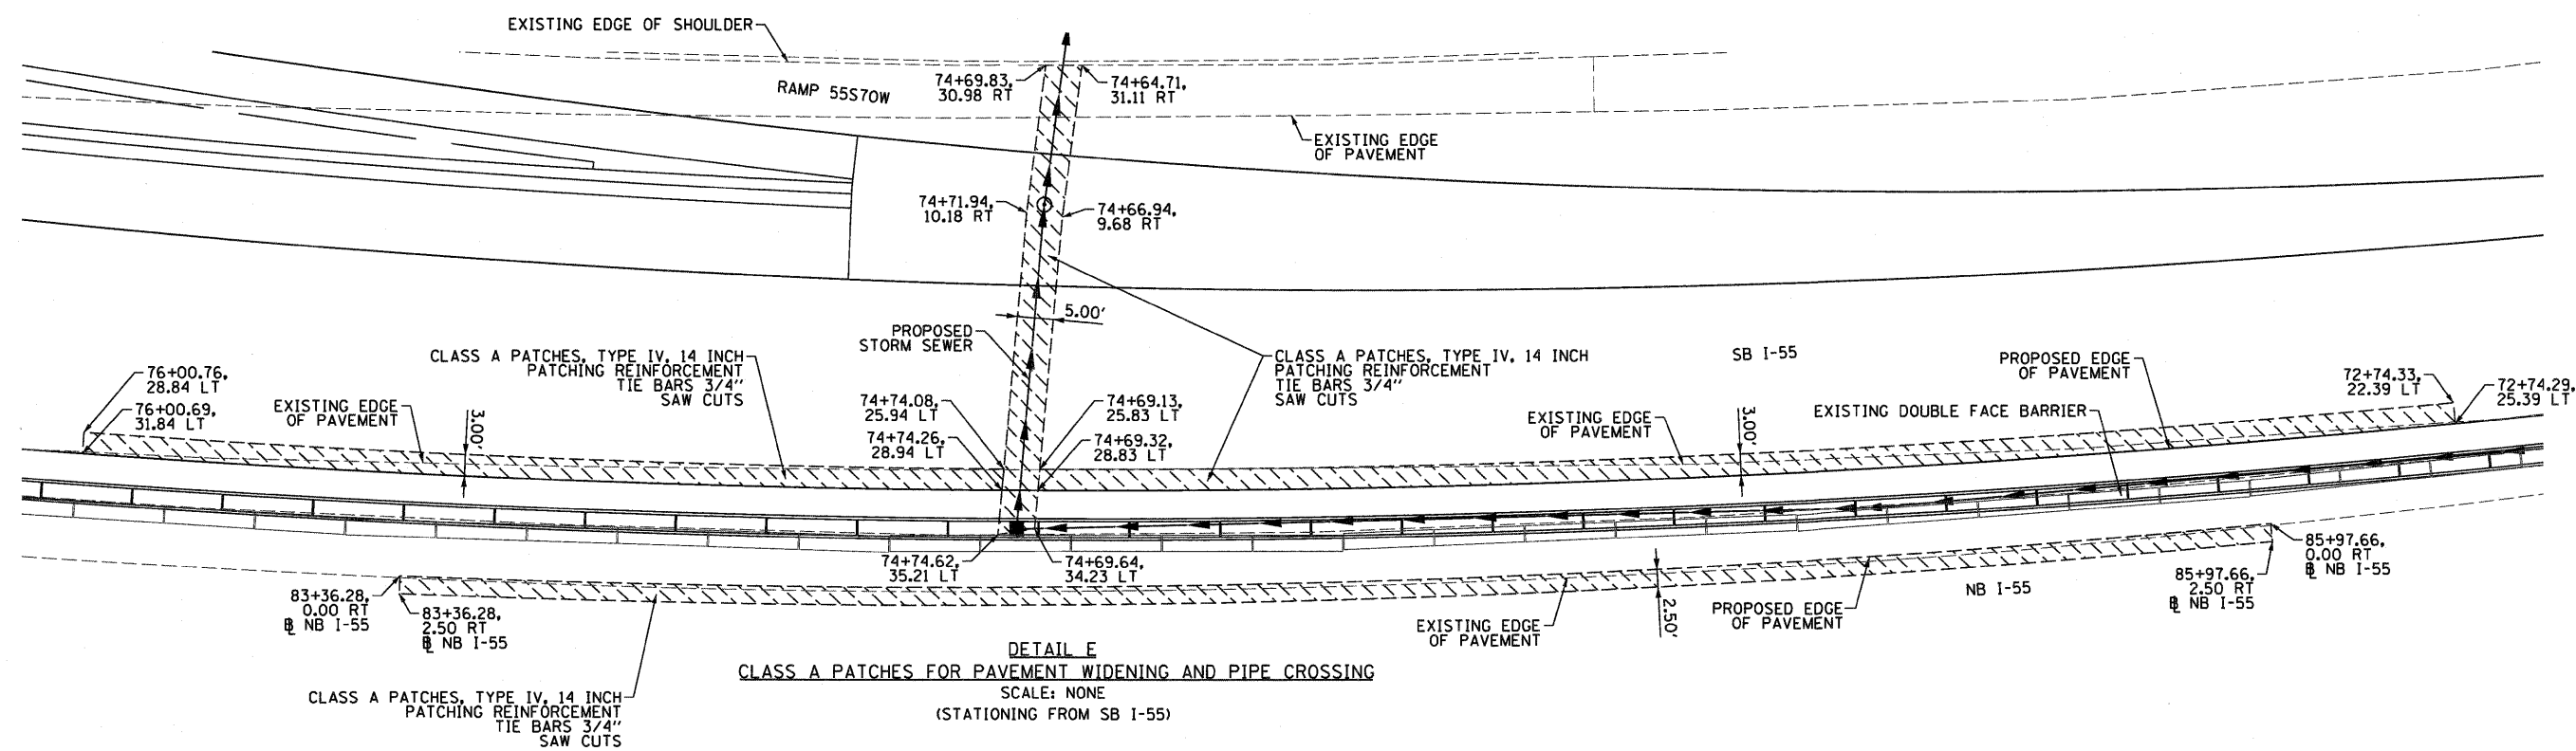 EXISTING EDGE OF SHOULDER
RAMP 55S70W
74+69.83,
30.98 RT
74+64.71,
31.11 RT
EXISTING EDGE
OF PAVEMENT
74+71.94,
10.18 RT
74+66.94,
9.68 RT
5.00'
PROPOSED
STORM SEWER
CLASS A PATCHES, TYPE IV, 14 INCH
PATCHING REINFORCEMENT
TIE BARS 3/4"
SAW CUTS
CLASS A PATCHES, TYPE IV, 14 INCH
PATCHING REINFORCEMENT
TIE BARS 3/4"
SAW CUTS
SB I-55
PROPOSED EDGE
OF PAVEMENT
76+00.76,
28.84 LT
76+00.69,
31.84 LT
EXISTING EDGE
OF PAVEMENT
3.00'
74+74.08,
25.94 LT
74+74.26,
28.94 LT
74+69.13,
25.83 LT
74+69.32,
28.83 LT
EXISTING EDGE
OF PAVEMENT
3.00'
EXISTING DOUBLE FACE BARRIER
72+74.33,
22.39 LT
72+74.29,
25.39 LT
74+74.62,
35.21 LT
74+69.64,
34.23 LT
83+36.28,
0.00 RT
℄ NB I-55
83+36.28,
2.50 RT
℄ NB I-55
EXISTING EDGE
OF PAVEMENT
2.50'
PROPOSED EDGE
OF PAVEMENT
NB I-55
85+97.66,
0.00 RT
℄ NB I-55
85+97.66,
2.50 RT
℄ NB I-55
CLASS A PATCHES, TYPE IV, 14 INCH
PATCHING REINFORCEMENT
TIE BARS 3/4"
SAW CUTS
DETAIL E
CLASS A PATCHES FOR PAVEMENT WIDENING AND PIPE CROSSING
SCALE: NONE
(STATIONING FROM SB I-55)